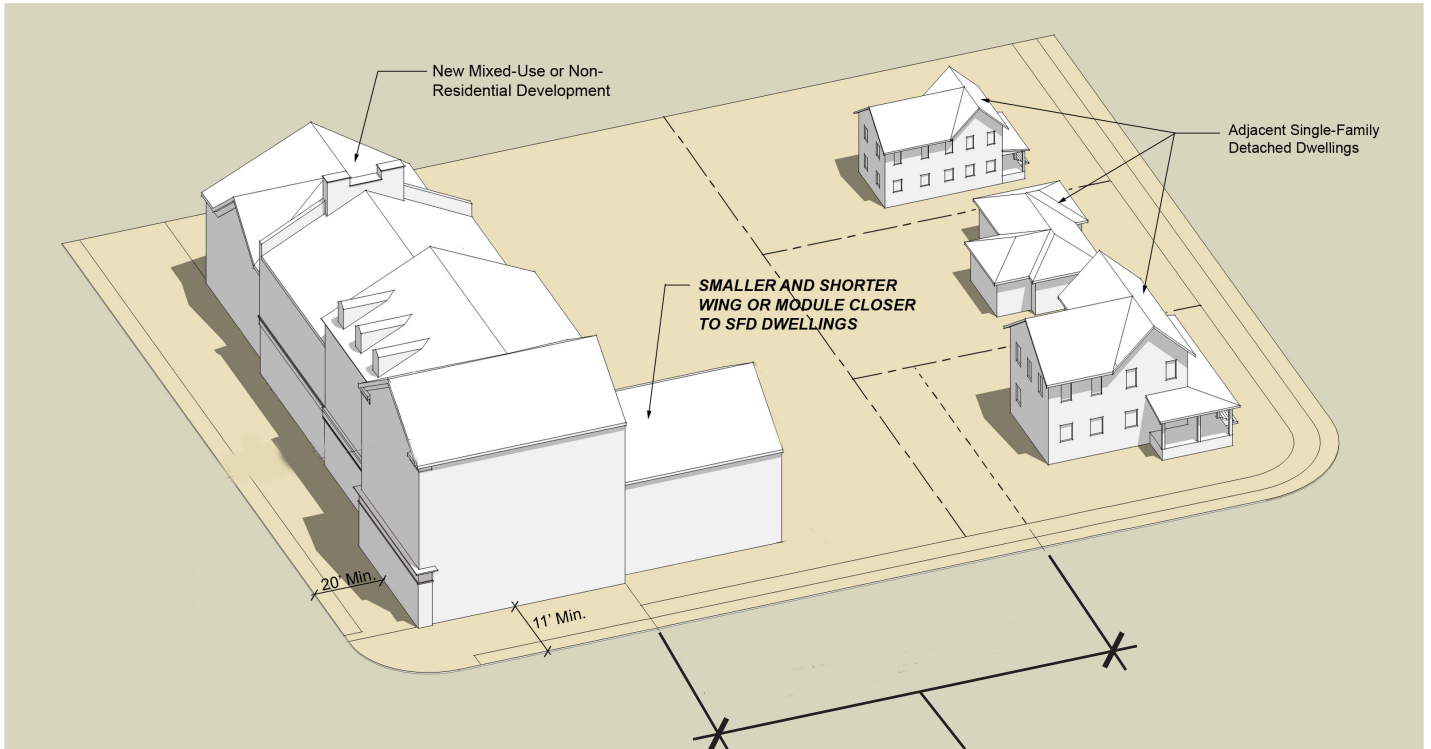 New Mixed-Use or Non-
Residential Development
Adjacent Single-Family
Detached Dwellings
SMALLER AND SHORTER
WING OR MODULE CLOSER
TO SFD DWELLINGS
20' Min.
11' Min.